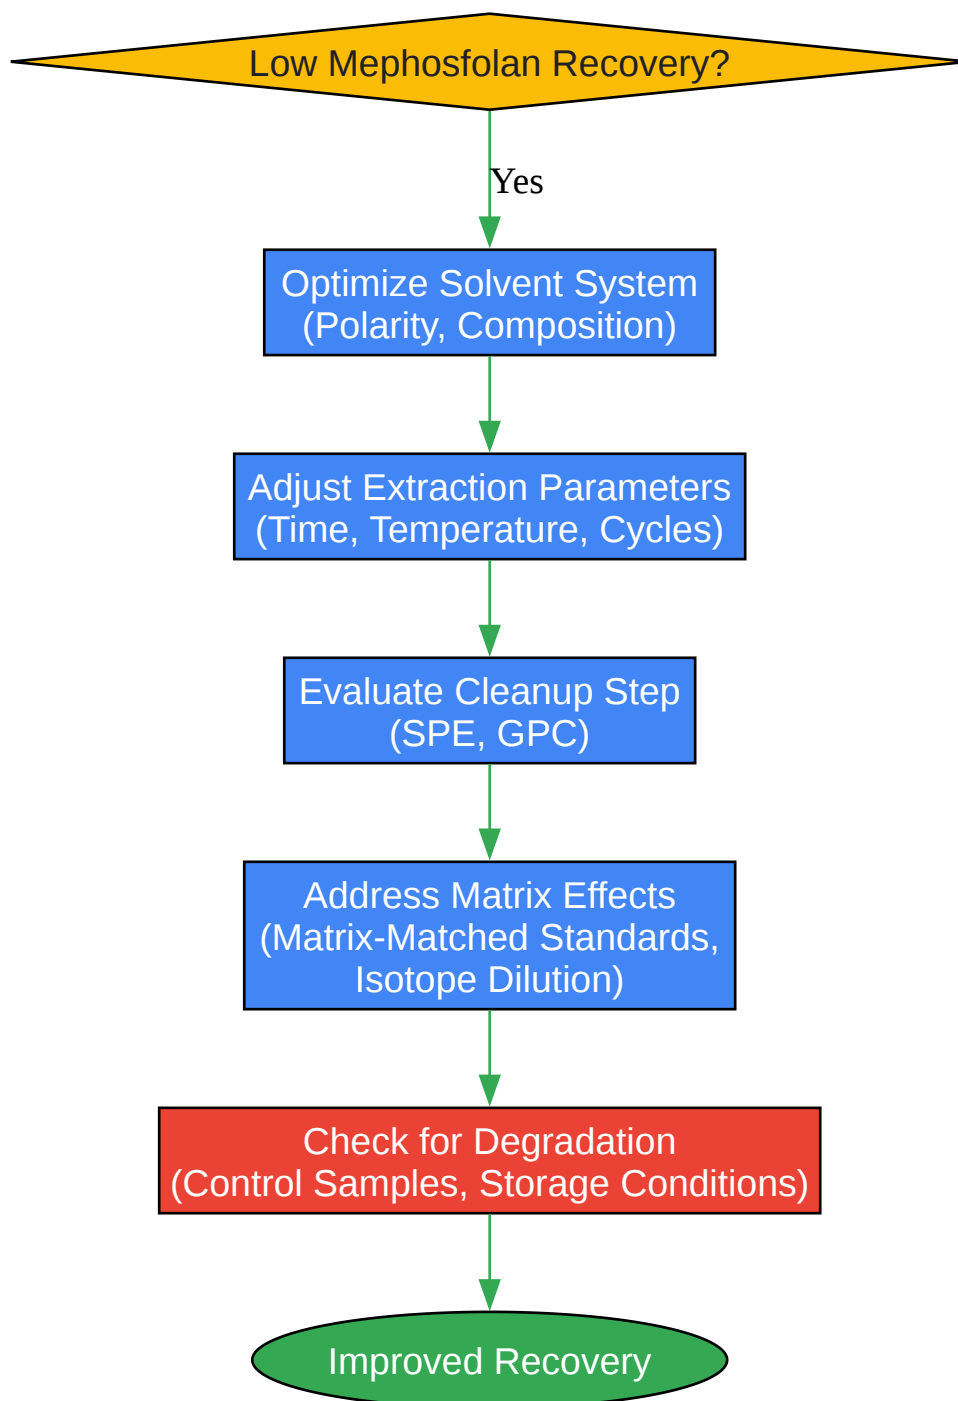 Low Mephosfolan Recovery?
Yes
Optimize Solvent System
(Polarity, Composition)
Adjust Extraction Parameters
(Time, Temperature, Cycles)
Evaluate Cleanup Step
(SPE, GPC)
Address Matrix Effects
(Matrix-Matched Standards,
Isotope Dilution)
Check for Degradation
(Control Samples, Storage Conditions)
Improved Recovery